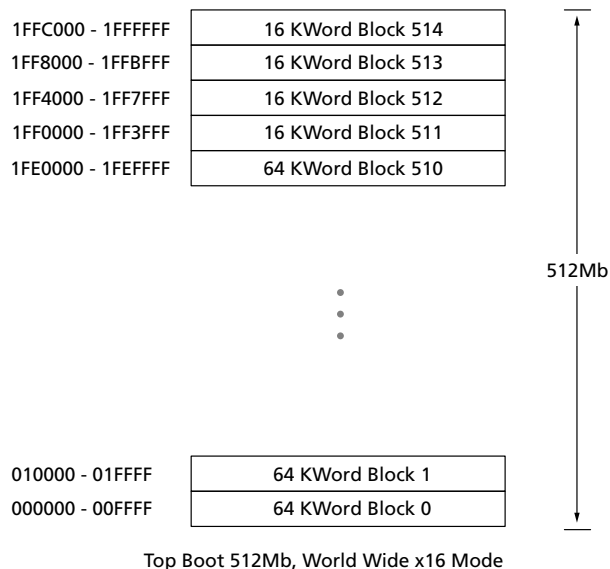 1FFC000 - 1FFFFFF 16 KWord Block 514
1FF8000 - 1FFBFFF 16 KWord Block 513
1FF4000 - 1FF7FFF 16 KWord Block 512
1FF0000 - 1FF3FFF 16 KWord Block 511
1FE0000 - 1FEFFFF 64 KWord Block 510
512Mb
010000 - 01FFFF 64 KWord Block 1
000000 - 00FFFF 64 KWord Block 0
Top Boot 512Mb, World Wide x16 Mode